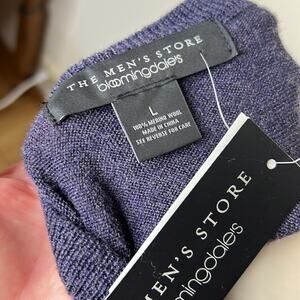 THE MEN'S STORE
bloomingdale's
L
100% MERINO WOOL
MADE IN CHINA
SEE REVERSE FOR CARE
MEN'S STORE
bloomingdale's